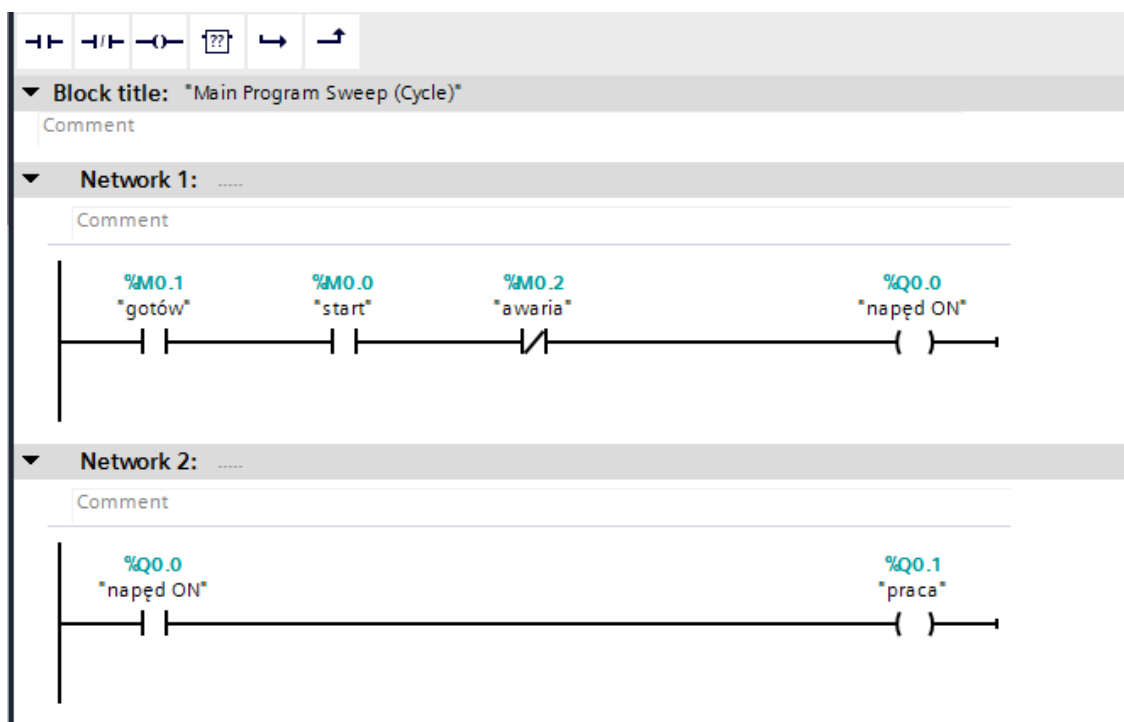 ??
Block title: "Main Program Sweep (Cycle)"
Comment
Network 1: .....
Comment
%M0.1 %M0.0 %M0.2 %Q0.0
"gotów" "start" "awaria" "napęd ON"
Network 2: .....
Comment
%Q0.0 %Q0.1
"napęd ON" "praca"